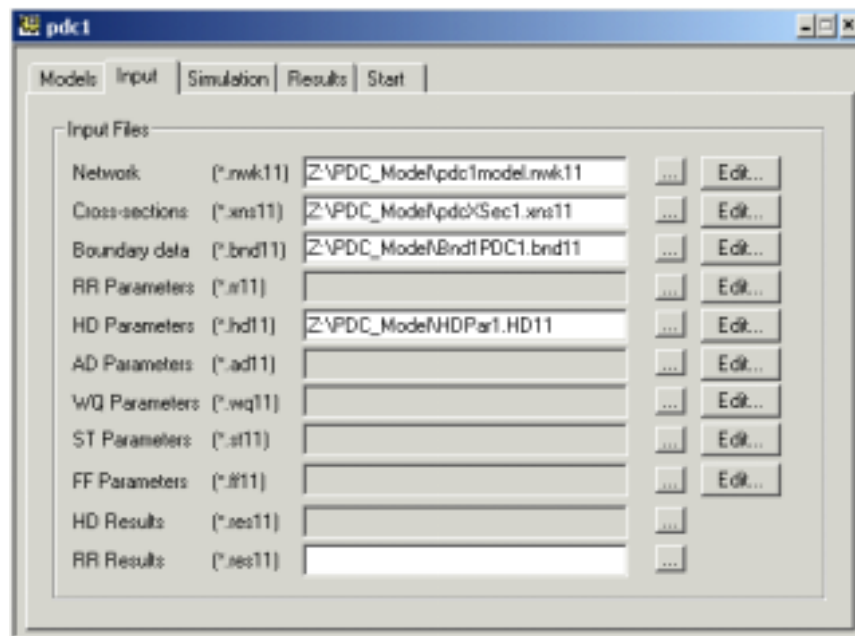 pdc1
Models Input Simulation Results Start
Input Files
Network (*.nwk11) Z:\PDC_Model\pdc1model.nwk11 ... Edit...
Cross-sections (*.xns11) Z:\PDC_Model\pdcXSec1.xns11 ... Edit...
Boundary data (*.bnd11) Z:\PDC_Model\Bnd1PDC1.bnd11 ... Edit...
RR Parameters (*.rr11) ... Edit...
HD Parameters (*.hd11) Z:\PDC_Model\HDPar1.HD11 ... Edit...
AD Parameters (*.ad11) ... Edit...
WQ Parameters (*.wq11) ... Edit...
ST Parameters (*.st11) ... Edit...
FF Parameters (*.ff11) ... Edit...
HD Results (*.res11) ...
RR Results (*.res11) ...